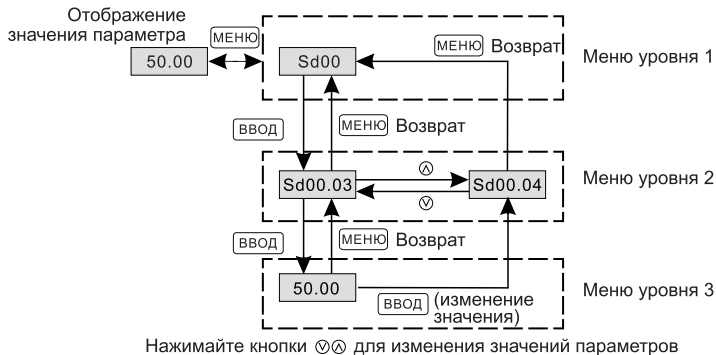 Отображение
значения параметра
МЕНЮ
50.00
Sd00
МЕНЮ Возврат
Меню уровня 1
ВВОД
МЕНЮ Возврат
Sd00.03
Sd00.04
Меню уровня 2
ВВОД
МЕНЮ Возврат
50.00
ВВОД (изменение
значения)
Меню уровня 3
Нажимайте кнопки для изменения значений параметров